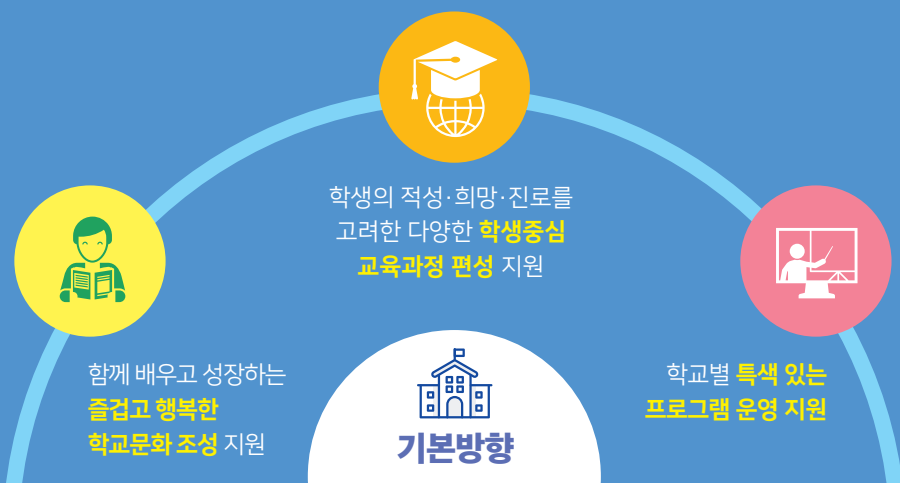 학생의 적성·희망·진로를
고려한 다양한 학생중심
교육과정 편성 지원
함께 배우고 성장하는
즐겁고 행복한
학교문화 조성 지원
학교별 특색 있는
프로그램 운영 지원
기본방향